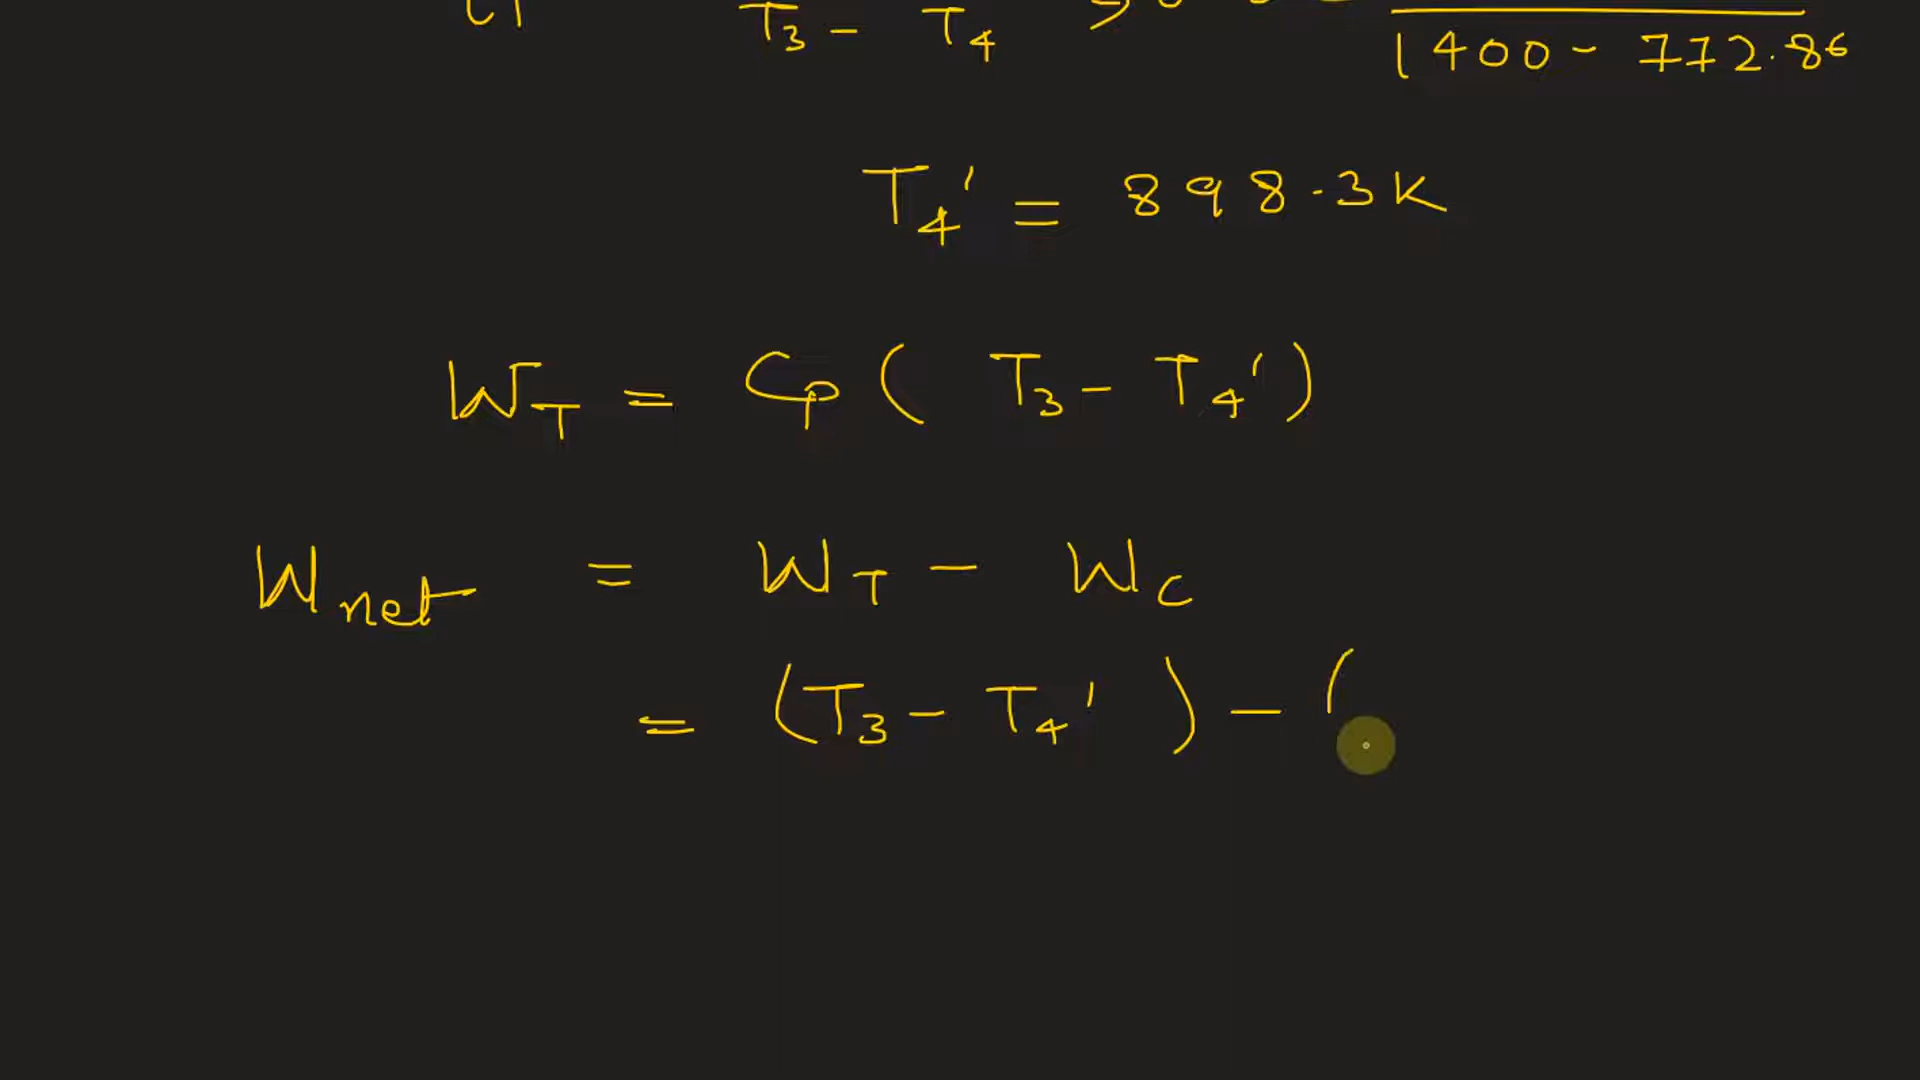 T3 - T4
1400 - 772.86
T4' = 898.3K
WT = Cp ( T3 - T4' )
Wnet = WT - Wc
= (T3 - T4' ) - (